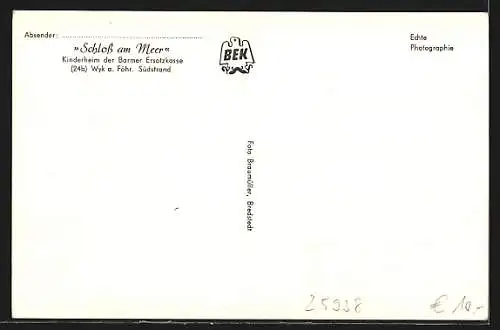 Absender:
»Schloß am Meer«
Kinderheim der Barmer Ersatzkasse
(24b) Wyk a. Föhr. Südstrand
BEK
Echte
Photographie
Foto Braumüller, Bredstedt
25938
€ 10,-